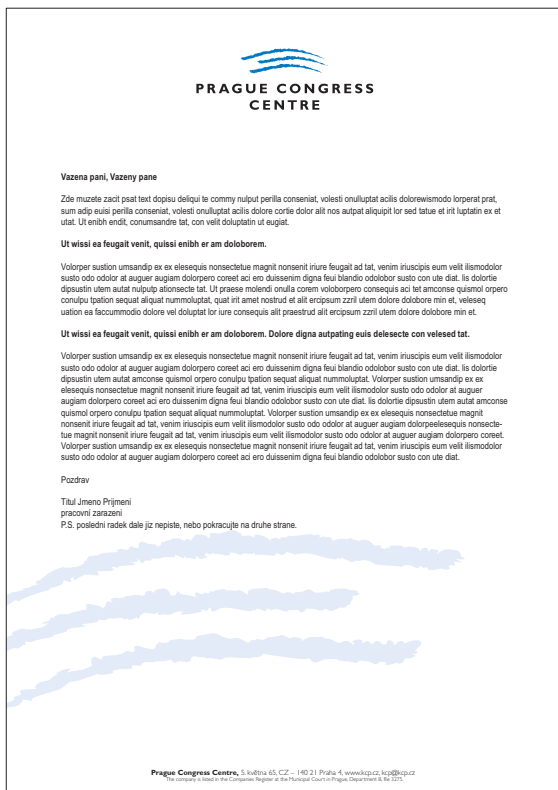 PRAGUE CONGRESS
CENTRE
Vazena pani, Vazeny pane
Zde muzete zacit psat text dopisu deliqui te commy nulput perilla conseniat, volesti onulluptat acilis dolorewismodo lorperat prat,
sum adip euisi perilla conseniat, volesti onulluptat acilis dolore cortie dolor alit nos autpat aliquipit lor sed tatue et irit luptatin ex et
utat. Ut enibh endit, conumsandre tat, con velit doluptatin ut eugiat.
Ut wissi ea feugait venit, quissi enibh er am doloborem.
Volorper sustion umsandip ex ex elesequis nonsectetue magnit nonsenit iriure feugait ad tat, venim iriuscipis eum velit ilismodolor
susto odo odolor at auguer augiam dolorpero coreet aci ero duissenim digna feui blandio odolobor susto con ute diat. Iis dolortie
dipsustin utem autat nulputp ationsecte tat. Ut praese molendi onulla corem voloborpero consequis aci tet amconse quismol orpero
conulpu tpation sequat aliquat nummoluptat, quat irit amet nostrud et alit ercipsum zzril utem dolore dolobore min et, velesequ
uation ea faccummodio dolore vel doluptat lor iure consequis alit praestrud alit ercipsum zzril utem dolore dolobore min et.
Ut wissi ea feugait venit, quissi enibh er am doloborem. Dolore digna autpating euis delesecte con velesed tat.
Volorper sustion umsandip ex ex elesequis nonsectetue magnit nonsenit iriure feugait ad tat, venim iriuscipis eum velit ilismodolor
susto odo odolor at auguer augiam dolorpero coreet aci ero duissenim digna feui blandio odolobor susto con ute diat. Iis dolortie
dipsustin utem autat amconse quismol orpero conulpu tpation sequat aliquat nummoluptat. Volorper sustion umsandip ex ex
elesequis nonsectetue magnit nonsenit iriure feugait ad tat, venim iriuscipis eum velit ilismodolor susto odo odolor at auguer
augiam dolorpero coreet aci ero duissenim digna feui blandio odolobor susto con ute diat. Iis dolortie dipsustin utem autat amconse
quismol orpero conulpu tpation sequat aliquat nummoluptat. Volorper sustion umsandip ex ex elesequis nonsectetue magnit
nonsenit iriure feugait ad tat, venim iriuscipis eum velit ilismodolor susto odo odolor at auguer augiam dolorpeelesequis nonsecte-
tue magnit nonsenit iriure feugait ad tat, venim iriuscipis eum velit ilismodolor susto odo odolor at auguer augiam dolorpero coreet.
Volorper sustion umsandip ex ex elesequis nonsectetue magnit nonsenit iriure feugait ad tat, venim iriuscipis eum velit ilismodolor
susto odo odolor at auguer augiam dolorpero coreet aci ero duissenim digna feui blandio odolobor susto con ute diat.
Pozdrav
Titul Jmeno Prijmeni
pracovní zarazeni
P.S. posledni radek dale jiz nepiste, nebo pokracujte na druhe strane.
Prague Congress Centre, 5. května 65, CZ – 140 21 Praha 4, www.kcp.cz, kcp@kcp.cz
The company is listed in the Companies Register at the Municipal Court in Prague, Department B, file 3275.